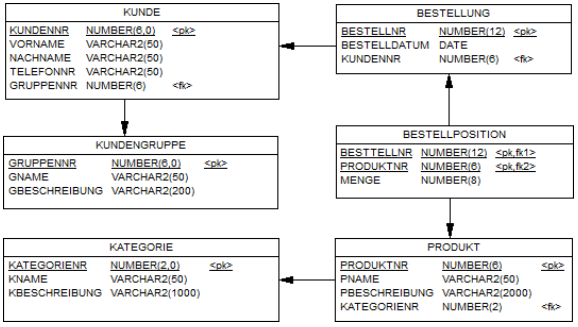 KUNDE
KUNDENNR NUMBER(6,0) <pk>
VORNAME VARCHAR2(50)
NACHNAME VARCHAR2(50)
TELEFONNR VARCHAR2(50)
GRUPPENNR NUMBER(6) <fk>
BESTELLUNG
BESTELLNR NUMBER(12) <pk>
BESTELLDATUM DATE
KUNDENNR NUMBER(6) <fk>
KUNDENGRUPPE
GRUPPENNR NUMBER(6,0) <pk>
GNAME VARCHAR2(50)
GBESCHREIBUNG VARCHAR2(200)
BESTELLPOSITION
BESTTELLNR NUMBER(12) <pk,fk1>
PRODUKTNR NUMBER(6) <pk,fk2>
MENGE NUMBER(8)
KATEGORIE
KATEGORIENR NUMBER(2,0) <pk>
KNAME VARCHAR2(50)
KBESCHREIBUNG VARCHAR2(1000)
PRODUKT
PRODUKTNR NUMBER(6) <pk>
PNAME VARCHAR2(50)
PBESCHREIBUNG VARCHAR2(2000)
KATEGORIENR NUMBER(2) <fk>